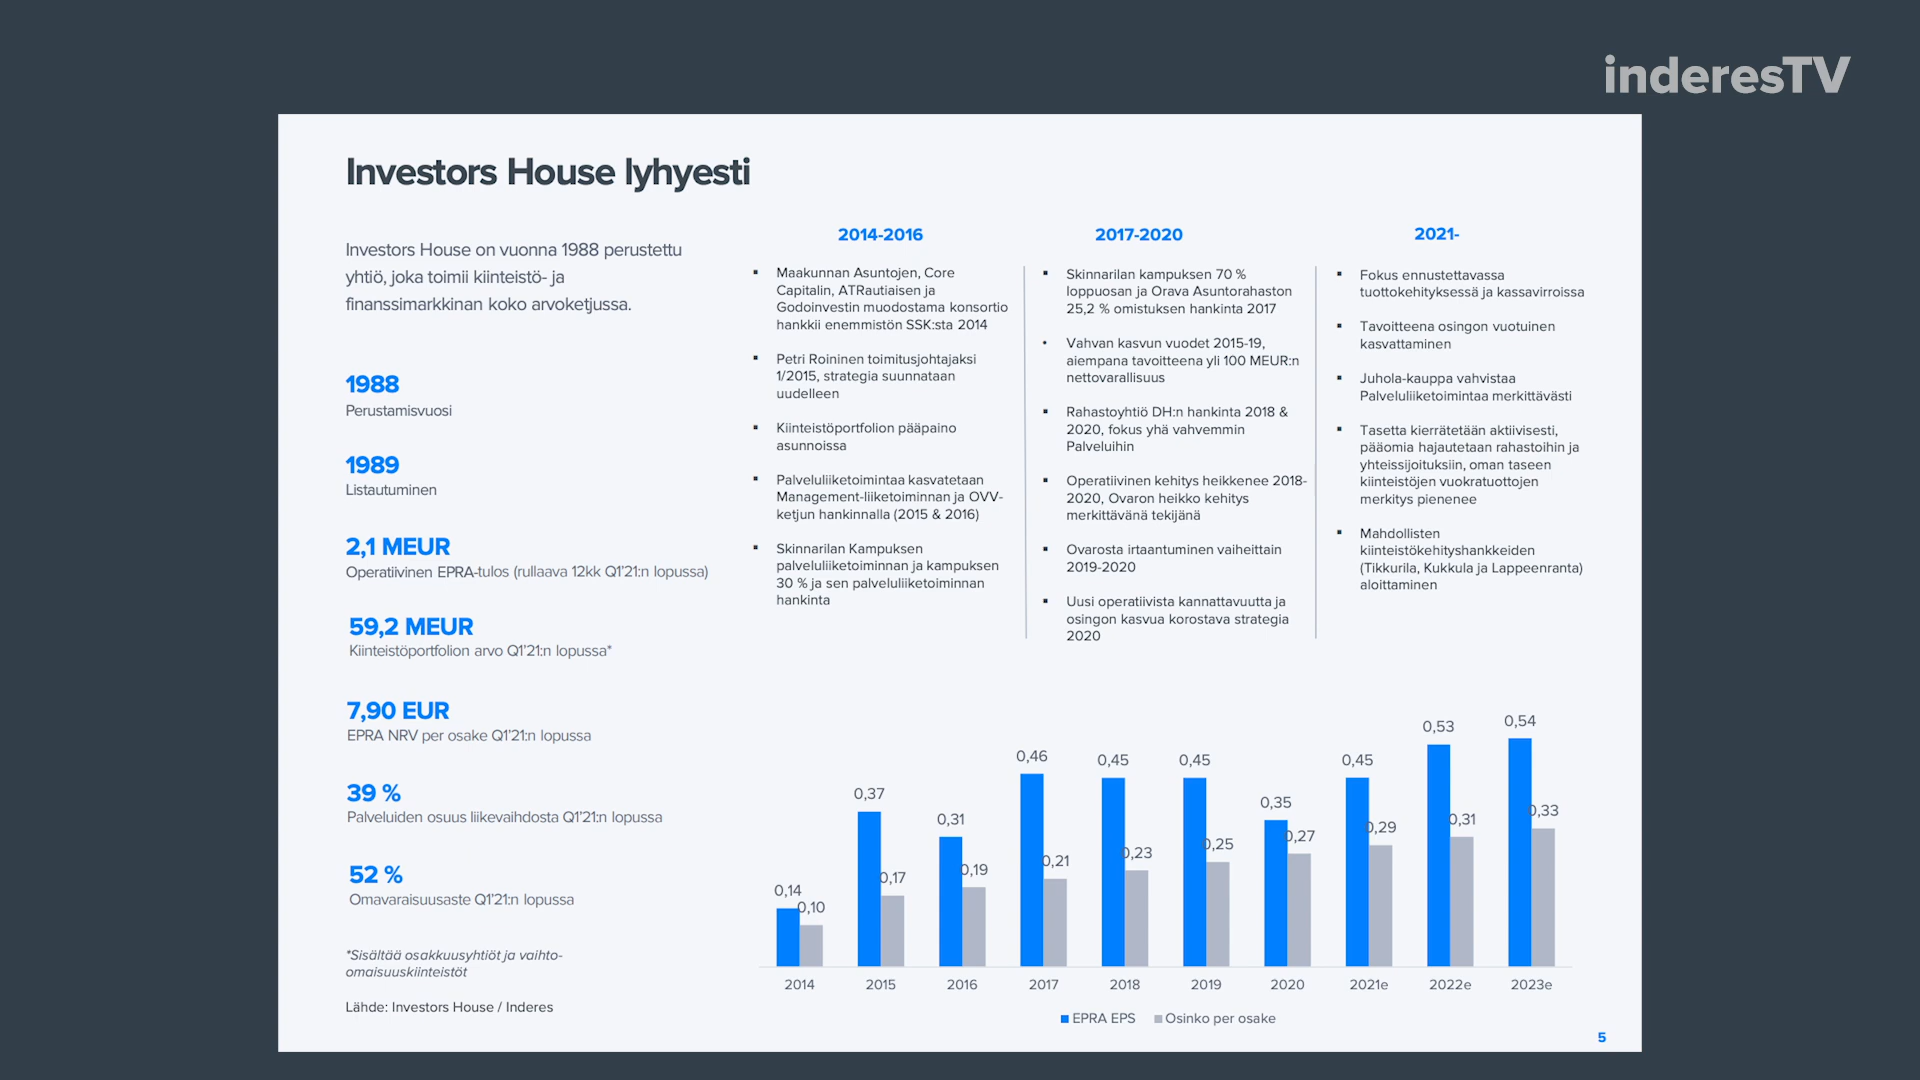 inderesTV
Investors House lyhyesti
Investors House on vuonna 1988 perustettu
yhtiö, joka toimii kiinteistö- ja
finanssimarkkinan koko arvoketjussa.
1988
Perustamisvuosi
1989
Listautuminen
2,1 MEUR
Operatiivinen EPRA-tulos (rullaava 12kk Q1'21:n lopussa)
59,2 MEUR
Kiinteistöportfolion arvo Q1'21:n lopussa*
7,90 EUR
EPRA NRV per osake Q1'21:n lopussa
39 %
Palveluiden osuus liikevaihdosta Q1'21:n lopussa
52 %
Omavaraisuusaste Q1'21:n lopussa
*Sisältää osakkuusyhtiöt ja vaihto-
omaisuuskiinteistöt
Lähde: Investors House / Inderes
2014-2016
▪ Maakunnan Asuntojen, Core
Capitalin, ATRautiaisen ja
Godoinvestin muodostama konsortio
hankkii enemmistön SSK:sta 2014
▪ Petri Roininen toimitusjohtajaksi
1/2015, strategia suunnataan
uudelleen
▪ Kiinteistöportfolion pääpaino
asunnoissa
▪ Palveluliiketoimintaa kasvatetaan
Management-liiketoiminnan ja OVV-
ketjun hankinnalla (2015 & 2016)
▪ Skinnarilan Kampuksen
palveluliiketoiminnan ja kampuksen
30 % ja sen palveluliiketoiminnan
hankinta
2017-2020
▪ Skinnarilan kampuksen 70 %
loppuosan ja Orava Asuntorahaston
25,2 % omistuksen hankinta 2017
• Vahvan kasvun vuodet 2015-19,
aiempana tavoitteena yli 100 MEUR:n
nettovarallisuus
▪ Rahastoyhtiö DH:n hankinta 2018 &
2020, fokus yhä vahvemmin
Palveluihin
▪ Operatiivinen kehitys heikkenee 2018-
2020, Ovaron heikko kehitys
merkittävänä tekijänä
▪ Ovarosta irtaantuminen vaiheittain
2019-2020
▪ Uusi operatiivista kannattavuutta ja
osingon kasvua korostava strategia
2020
2021-
▪ Fokus ennustettavassa
tuottokehityksessä ja kassavirroissa
▪ Tavoitteena osingon vuotuinen
kasvattaminen
▪ Juhola-kauppa vahvistaa
Palveluliiketoimintaa merkittävästi
▪ Tasetta kierrätetään aktiivisesti,
pääomia hajautetaan rahastoihin ja
yhteissijoituksiin, oman taseen
kiinteistöjen vuokratuottojen
merkitys pienenee
▪ Mahdollisten
kiinteistökehityshankkeiden
(Tikkurila, Kukkula ja Lappeenranta)
aloittaminen
0,14 0,37 0,31 0,46 0,45 0,45 0,35 0,45 0,53 0,54
0,10 0,17 0,19 0,21 0,23 0,25 0,27 0,29 0,31 0,33
2014 2015 2016 2017 2018 2019 2020 2021e 2022e 2023e
EPRA EPS Osinko per osake
5